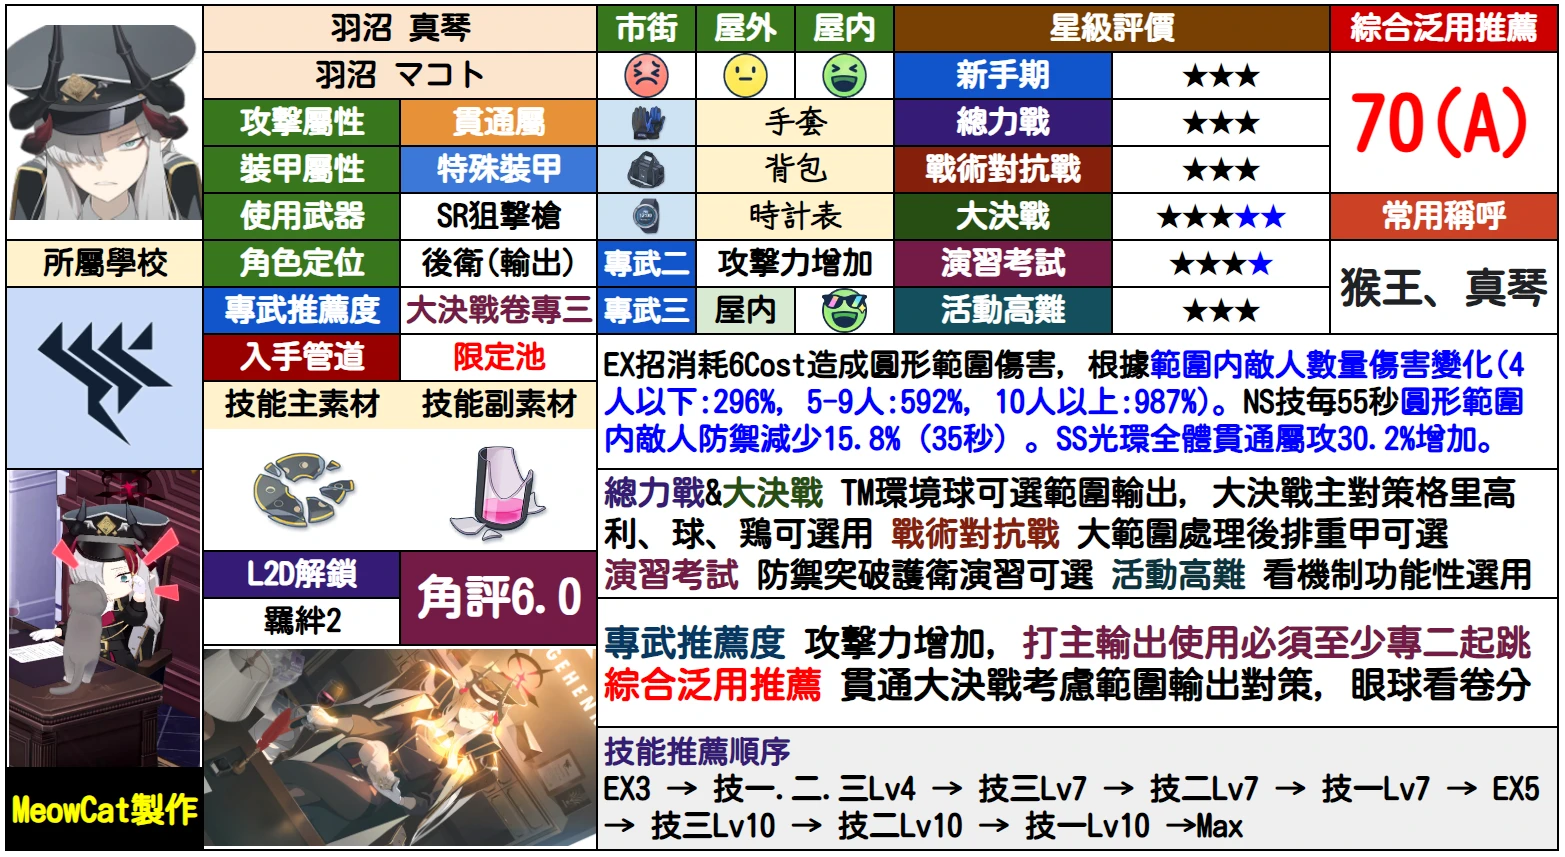 羽沼 真琴
羽沼 マコト
市街 屋外 屋内
星級評價
綜合泛用推薦
新手期 ★★★
70(A)
攻擊屬性 貫通屬
手套
總力戰 ★★★
裝甲屬性 特殊裝甲
背包
戰術對抗戰 ★★★
使用武器 SR狙擊槍
時計表
大決戰 ★★★★★
常用稱呼
所屬學校
角色定位 後衛(輸出)
專武二 攻擊力增加
演習考試 ★★★★
猴王、真琴
專武推薦度 大決戰卷專三
專武三 屋内
活動高難 ★★★
入手管道 限定池
技能主素材 技能副素材
EX招消耗6Cost造成圓形範圍傷害, 根據範圍内敵人數量傷害變化(4
人以下:296%, 5-9人:592%, 10人以上:987%)。NS技每55秒圓形範圍
内敵人防禦減少15.8% (35秒) 。SS光環全體貫通屬攻30.2%增加。
總力戰&大決戰 TM環境球可選範圍輸出, 大決戰主對策格里高
利、球、鶏可選用 戰術對抗戰 大範圍處理後排重甲可選
演習考試 防禦突破護衛演習可選 活動高難 看機制功能性選用
L2D解鎖
羈絆2
角評6.0
專武推薦度 攻擊力增加, 打主輸出使用必須至少專二起跳
綜合泛用推薦 貫通大決戰考慮範圍輸出對策, 眼球看卷分
GEHENN
技能推薦順序
EX3 → 技一.二.三Lv4 → 技三Lv7 → 技二Lv7 → 技一Lv7 → EX5
→ 技三Lv10 → 技二Lv10 → 技一Lv10 →Max
MeowCat製作